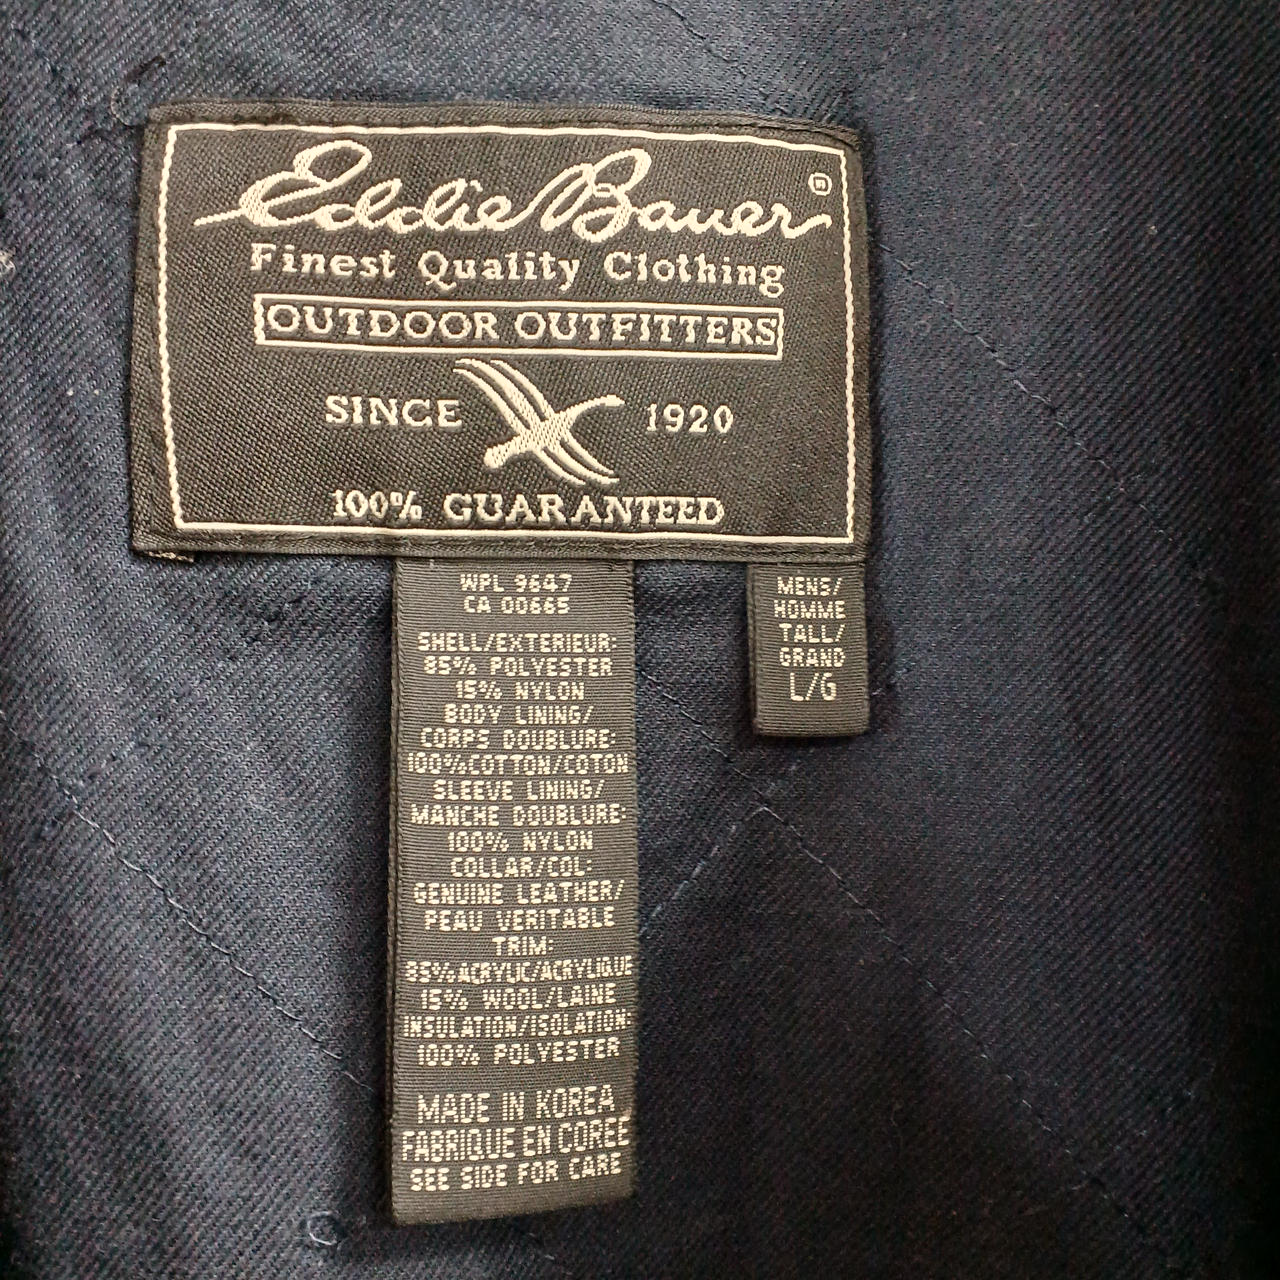 Eddie Bauer ®
Finest Quality Clothing
OUTDOOR OUTFITTERS
SINCE 1920
100% GUARANTEED
WPL 9647
CA 00665
SHELL/EXTERIEUR:
85% POLYESTER
15% NYLON
BODY LINING/
CORPS DOUBLURE:
100%COTTON/COTON
SLEEVE LINING/
MANCHE DOUBLURE:
100% NYLON
COLLAR/COL:
GENUINE LEATHER/
PEAU VERITABLE
TRIM:
85%ACRYLIC/ACRYLIQUE
15% WOOL/LAINE
INSULATION/ISOLATION:
100% POLYESTER
MADE IN KOREA
FABRIQUE EN COREE
SEE SIDE FOR CARE
MENS/
HOMME
TALL/
GRAND
L/G